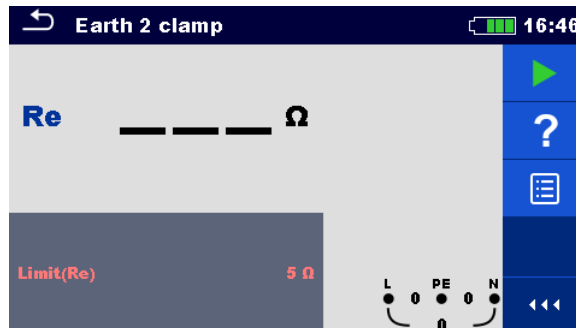 Earth 2 clamp 16:46
Re ___ Ω
?
Limit(Re) 5 Ω
L PE N
0 0
0